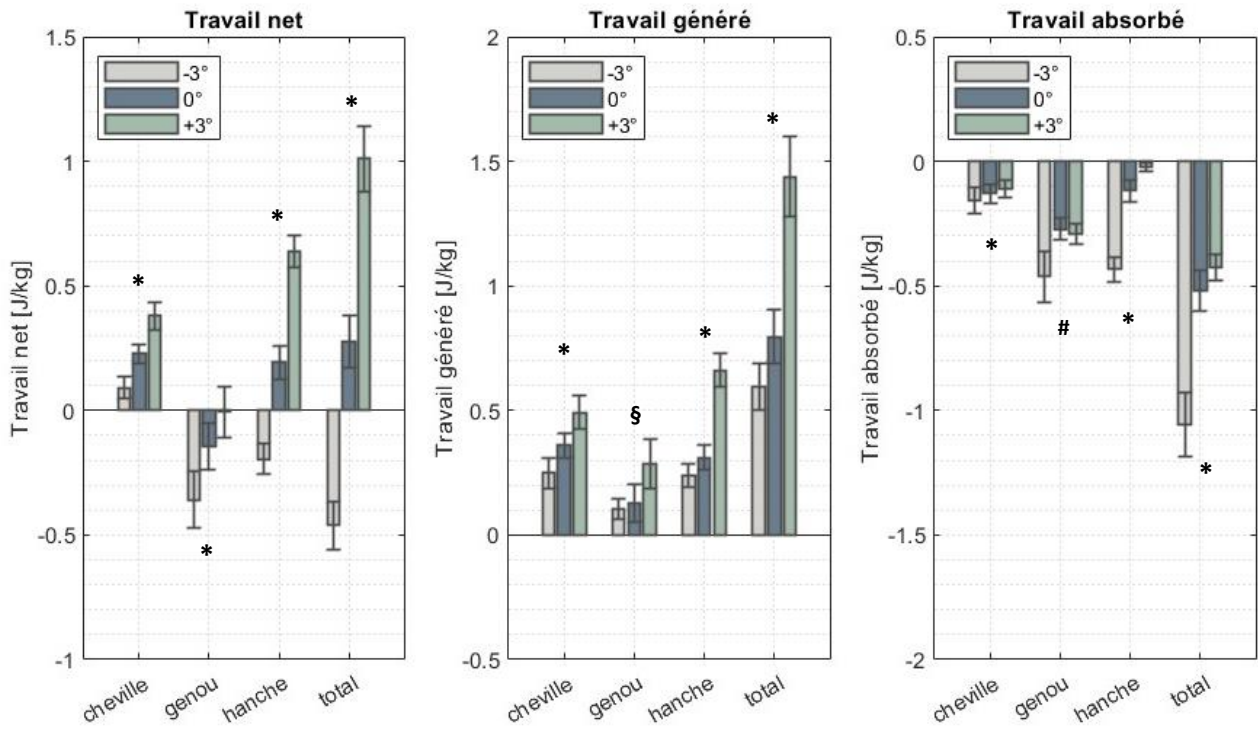 Travail net
Travail net [J/kg]
1.5
1
0.5
0
-0.5
-1
-3°
0°
+3°
*
*
*
*
cheville
genou
hanche
total
Travail généré
Travail généré [J/kg]
2
1.5
1
0.5
0
-0.5
-3°
0°
+3°
*
§
*
*
cheville
genou
hanche
total
Travail absorbé
Travail absorbé [J/kg]
0.5
0
-0.5
-1
-1.5
-2
-3°
0°
+3°
*
#
*
*
cheville
genou
hanche
total